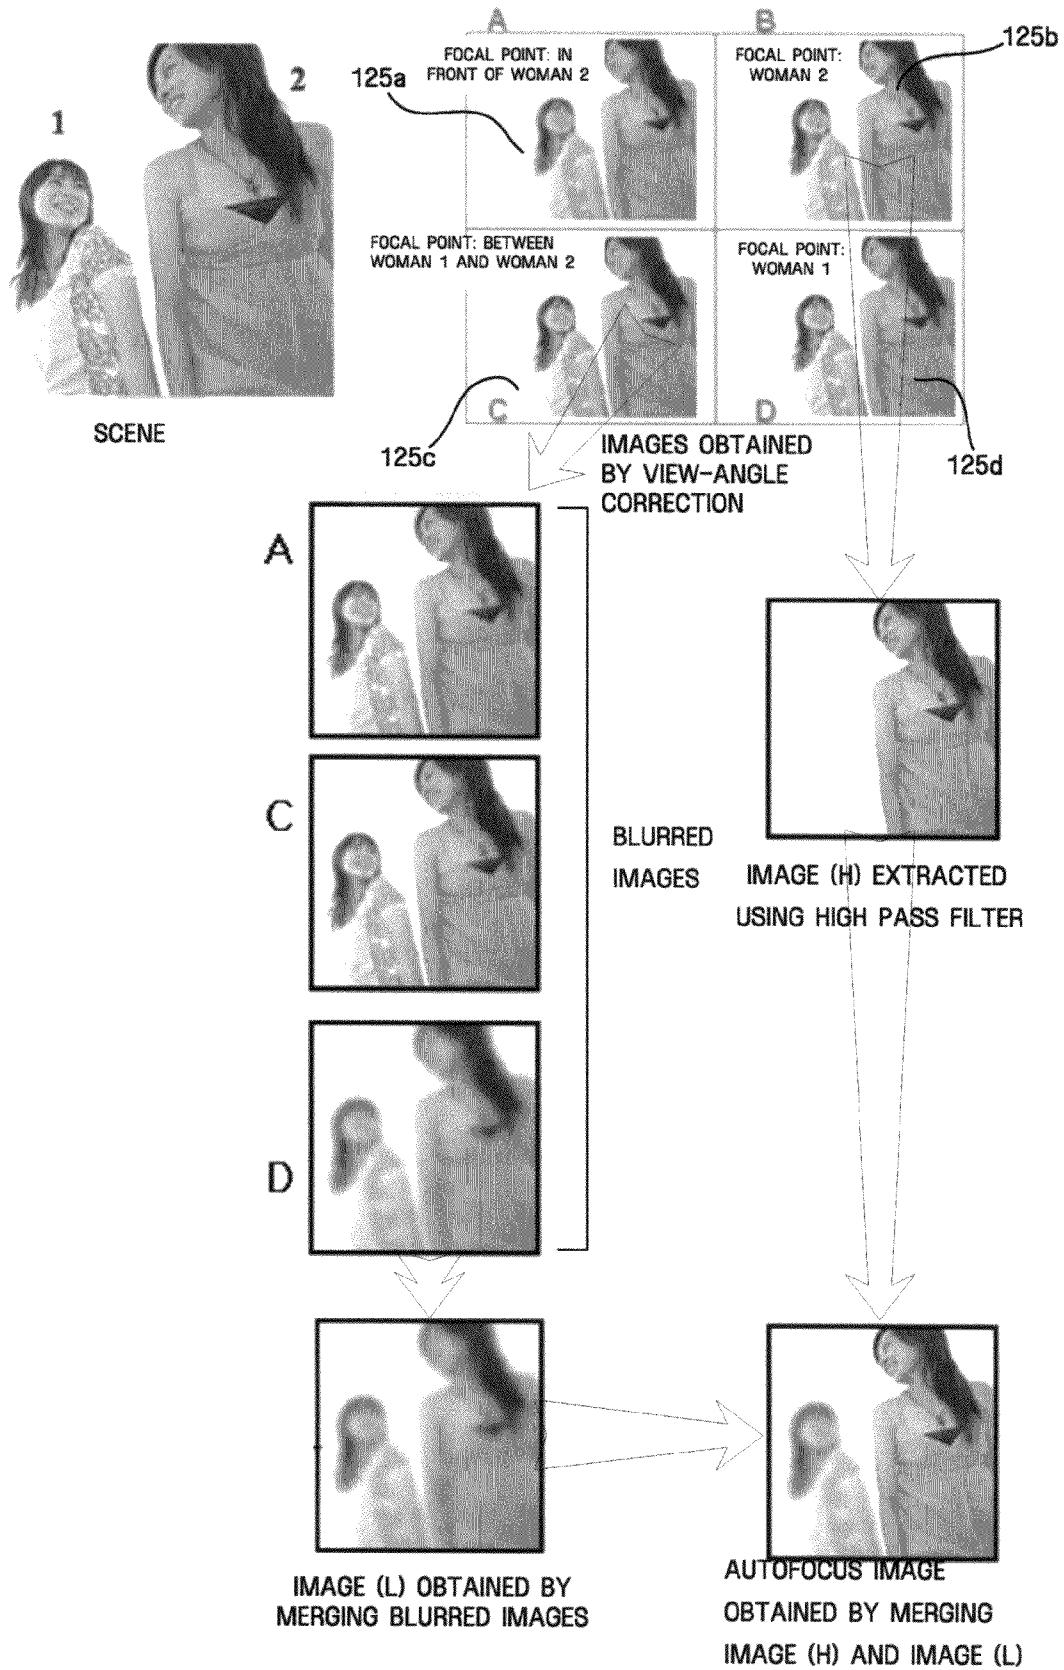 1
2
SCENE
A
B
FOCAL POINT: IN
FRONT OF WOMAN 2
125a
FOCAL POINT:
WOMAN 2
125b
FOCAL POINT: BETWEEN
WOMAN 1 AND WOMAN 2
125c
C
FOCAL POINT:
WOMAN 1
D
125d
IMAGES OBTAINED
BY VIEW-ANGLE
CORRECTION
A
C
D
BLURRED
IMAGES
IMAGE (H) EXTRACTED
USING HIGH PASS FILTER
IMAGE (L) OBTAINED BY
MERGING BLURRED IMAGES
AUTOFOCUS IMAGE
OBTAINED BY MERGING
IMAGE (H) AND IMAGE (L)